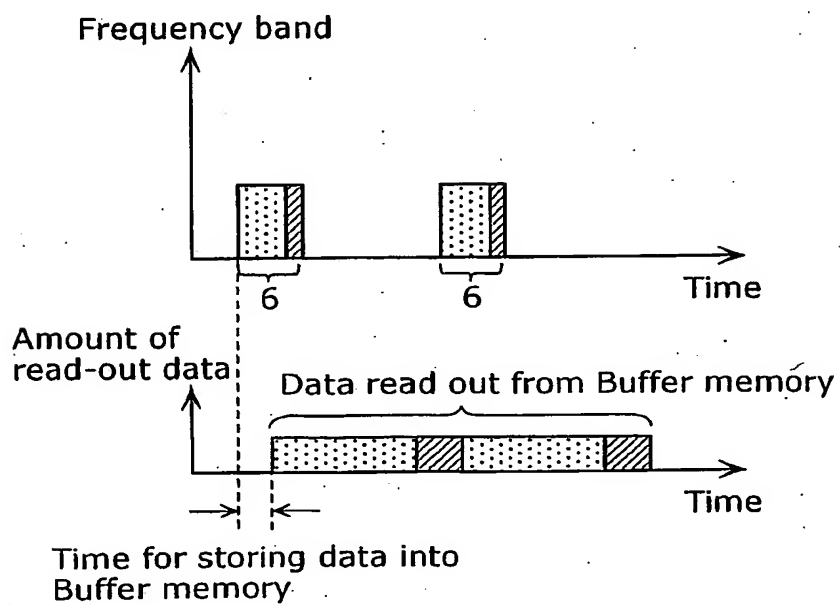 Frequency band
6
6
Time
Amount of
read-out data
Data read out from Buffer memory
Time
Time for storing data into
Buffer memory